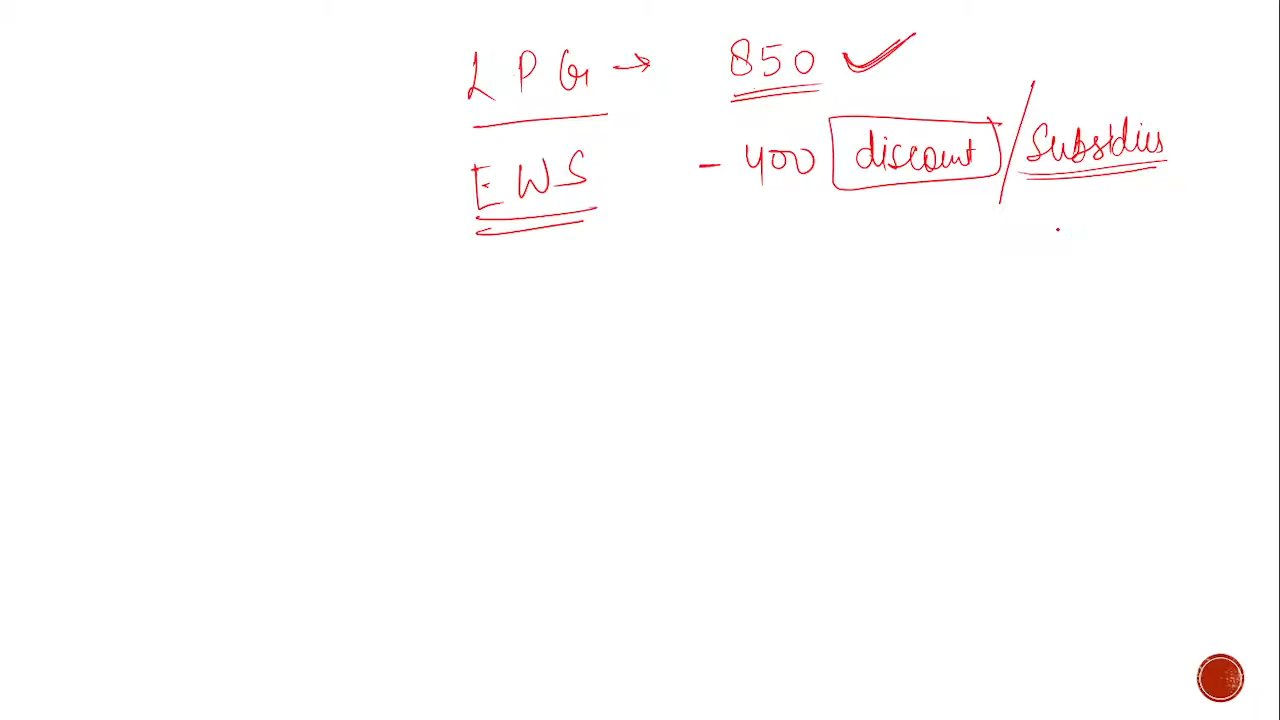 LPG → 850 ✓
EWS - 400 discount / Subsidies